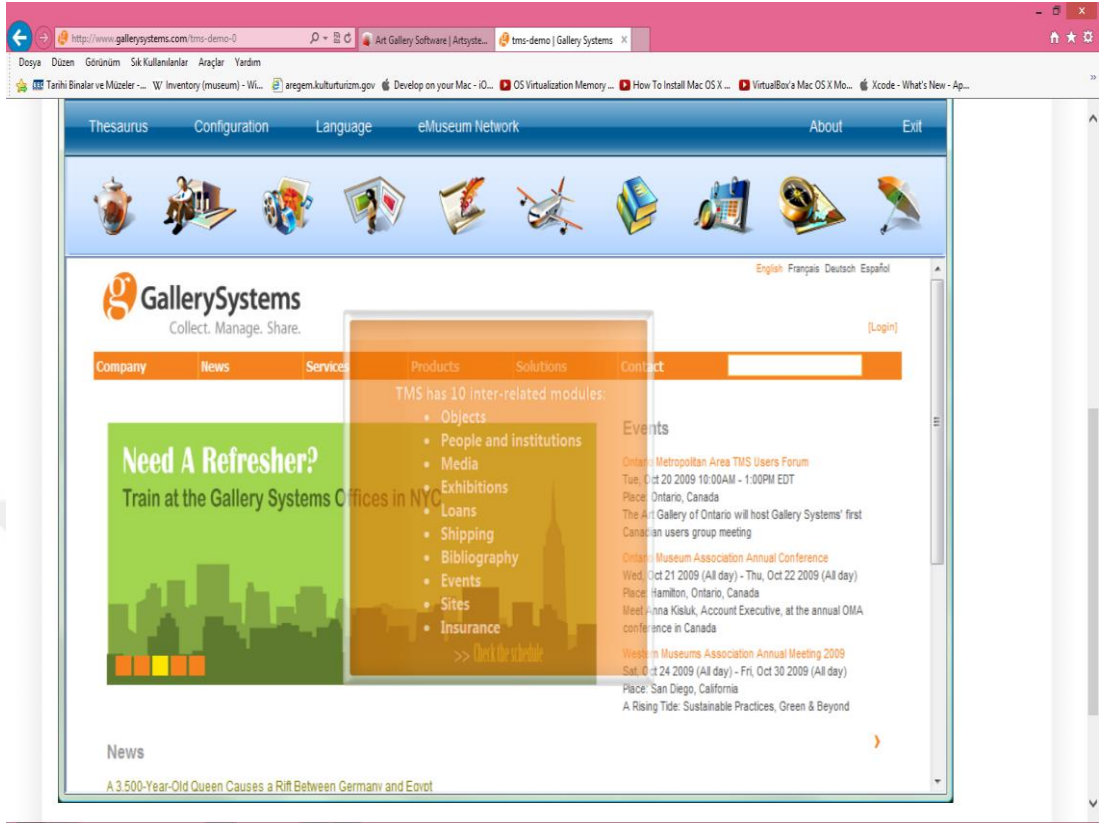 http://www.gallerysystems.com/tms-demo-0
Art Gallery Software | Artsyste...
tms-demo | Gallery Systems
Dosya Düzen Görünüm Sık Kullanılanlar Araçlar Yardım
Tarihi Binalar ve Müzeler -... W Inventory (museum) - Wi... aregem.kulturturizm.gov Develop on your Mac - iO... OS Virtualization Memory ... How To Install Mac OS X ... VirtualBox'a Mac OS X Mo... Xcode - What's New - Ap...
Thesaurus Configuration Language eMuseum Network About Exit
English Français Deutsch Español
g GallerySystems
Collect. Manage. Share.
[Login]
Company News Services Products Solutions Contact
TMS has 10 inter-related modules:
• Objects
• People and institutions
• Media
• Exhibitions
• Loans
• Shipping
• Bibliography
• Events
• Sites
• Insurance
Need A Refresher?
Train at the Gallery Systems Offices in NYC
>> Check the schedule
Events
Ontario Metropolitan Area TMS Users Forum
Tue, Oct 20 2009 10:00AM - 1:00PM EDT
Place: Ontario, Canada
The Art Gallery of Ontario will host Gallery Systems' first
Canadian users group meeting
Ontario Museum Association Annual Conference
Wed, Oct 21 2009 (All day) - Thu, Oct 22 2009 (All day)
Place: Hamilton, Ontario, Canada
Meet Anna Kisluk, Account Executive, at the annual OMA
conference in Canada
Western Museums Association Annual Meeting 2009
Sat, Oct 24 2009 (All day) - Fri, Oct 30 2009 (All day)
Place: San Diego, California
A Rising Tide: Sustainable Practices, Green & Beyond
News
A 3,500-Year-Old Queen Causes a Rift Between Germany and Egypt